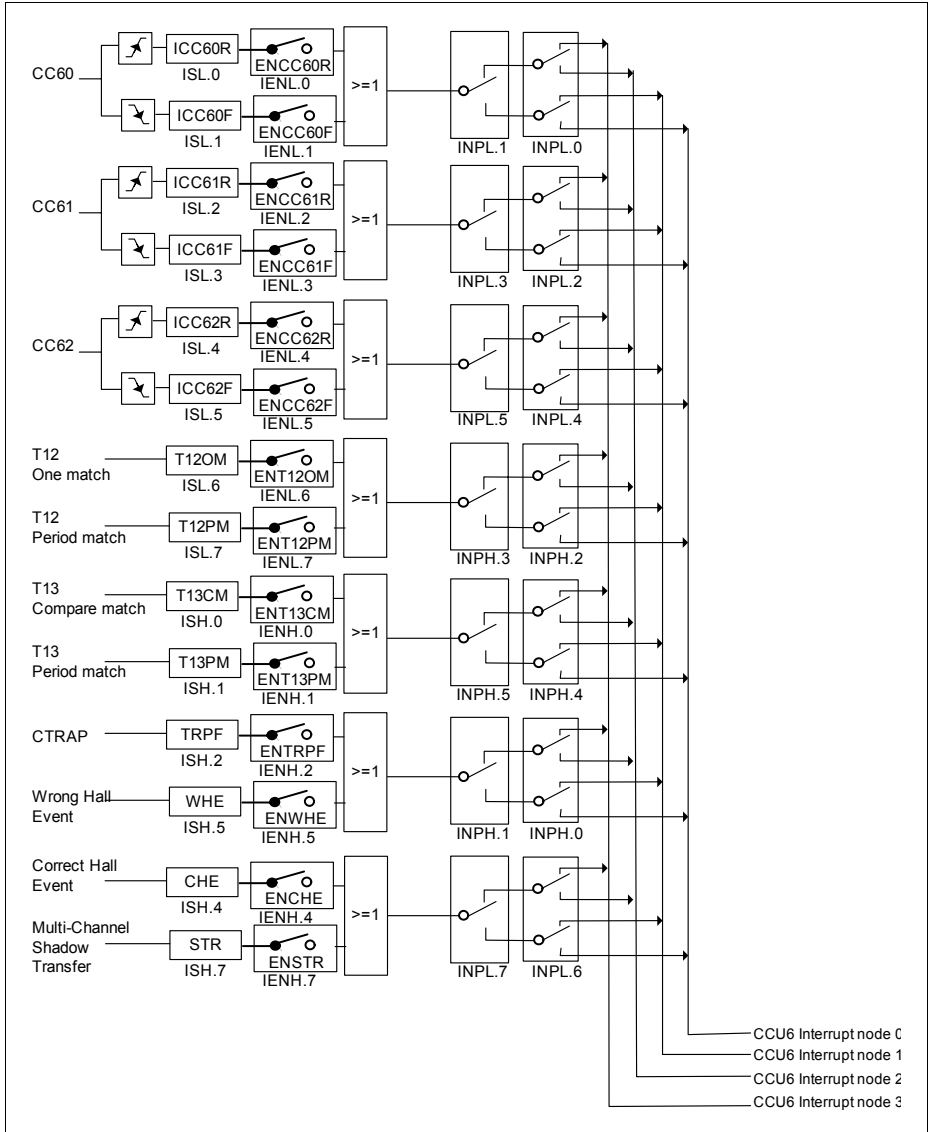 CC60
ICC60R
ISL.0
ENCC60R
IENL.0
ICC60F
ISL.1
ENCC60F
IENL.1
>=1
INPL.1
INPL.0
CC61
ICC61R
ISL.2
ENCC61R
IENL.2
ICC61F
ISL.3
ENCC61F
IENL.3
>=1
INPL.3
INPL.2
CC62
ICC62R
ISL.4
ENCC62R
IENL.4
ICC62F
ISL.5
ENCC62F
IENL.5
>=1
INPL.5
INPL.4
T12
One match
T12OM
ISL.6
ENT12OM
IENL.6
T12
Period match
T12PM
ISL.7
ENT12PM
IENL.7
>=1
INPH.3
INPH.2
T13
Compare match
T13CM
ISH.0
ENT13CM
IENH.0
T13
Period match
T13PM
ISH.1
ENT13PM
IENH.1
>=1
INPH.5
INPH.4
CTRAP
TRPF
ISH.2
ENTRPF
IENH.2
Wrong Hall
Event
WHE
ISH.5
ENWHE
IENH.5
>=1
INPH.1
INPH.0
Correct Hall
Event
CHE
ISH.4
ENCHE
IENH.4
Multi-Channel
Shadow
Transfer
STR
ISH.7
ENSTR
IENH.7
>=1
INPL.7
INPL.6
CCU6 Interrupt node 0
CCU6 Interrupt node 1
CCU6 Interrupt node 2
CCU6 Interrupt node 3